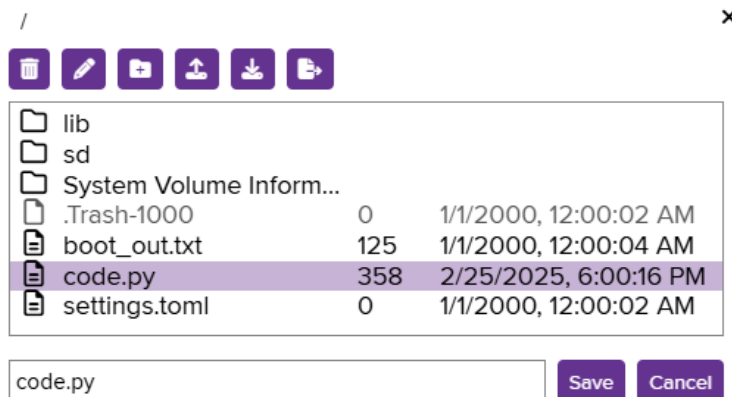 /
lib
sd
System Volume Inform...
.Trash-1000 0 1/1/2000, 12:00:02 AM
boot_out.txt 125 1/1/2000, 12:00:04 AM
code.py 358 2/25/2025, 6:00:16 PM
settings.toml 0 1/1/2000, 12:00:02 AM
code.py Save Cancel